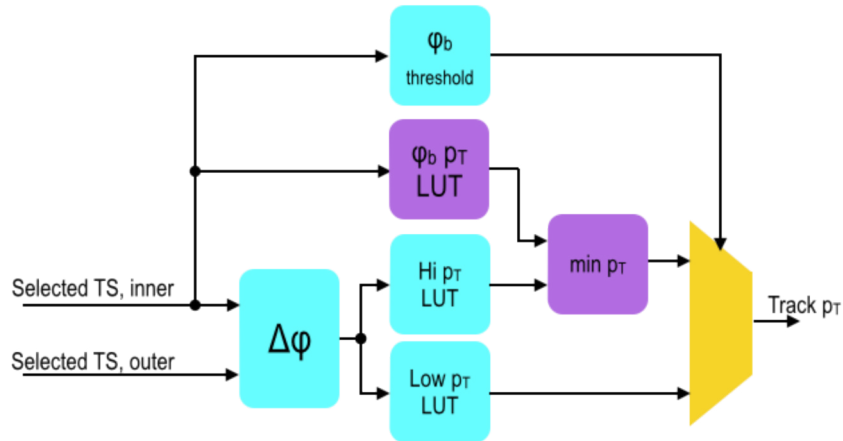 φb
threshold
φb pT
LUT
Hi pT
LUT
min pT
Selected TS, inner
Track pT
Δφ
Selected TS, outer
Low pT
LUT